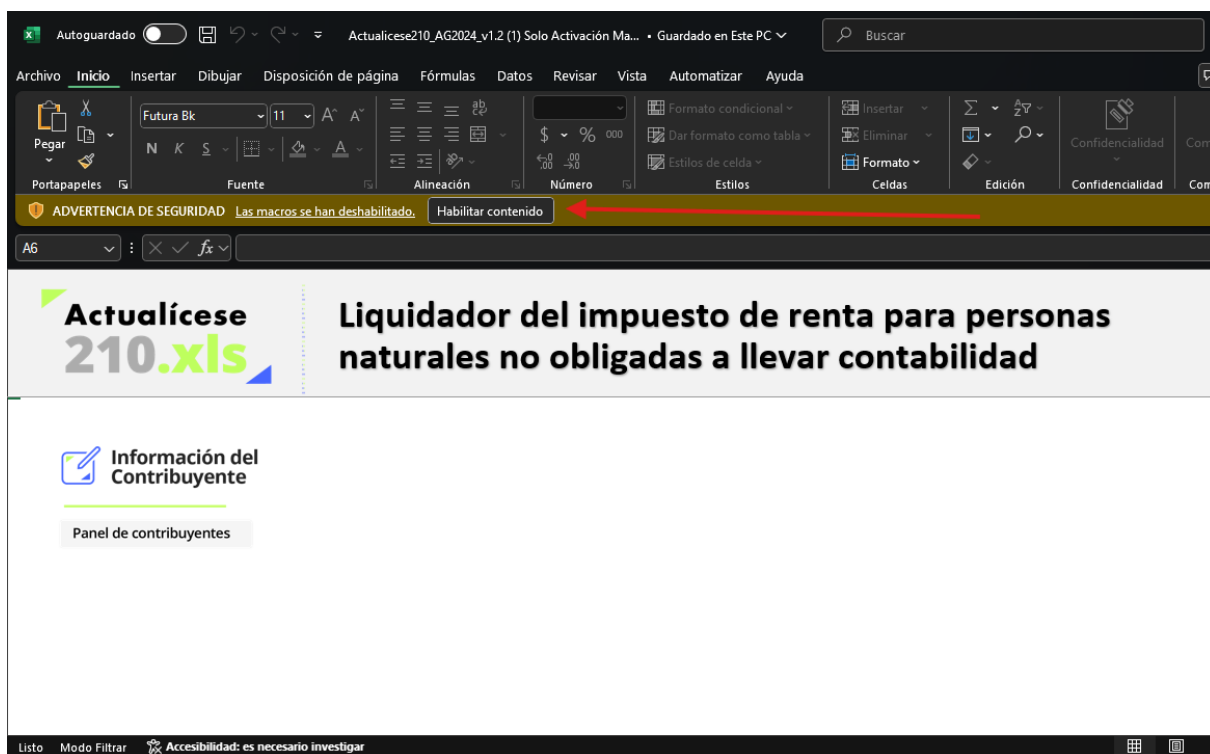 Autoguardado Actualicese210_AG2024_v1.2 (1) Solo Activación Ma... • Guardado en Este PC Buscar
Archivo Inicio Insertar Dibujar Disposición de página Fórmulas Datos Revisar Vista Automatizar Ayuda
Pegar
Futura Bk 11 A A
N K S A
ab
$ % 000
Formato condicional
Dar formato como tabla
Estilos de celda
Insertar
Eliminar
Formato
Confidencialidad
Portapapeles Fuente Alineación Número Estilos Celdas Edición Confidencialidad
ADVERTENCIA DE SEGURIDAD Las macros se han deshabilitado. Habilitar contenido
A6 fx
Actualícese
210.xls
Liquidador del impuesto de renta para personas
naturales no obligadas a llevar contabilidad
Información del
Contribuyente
Panel de contribuyentes
Listo Modo Filtrar Accesibilidad: es necesario investigar